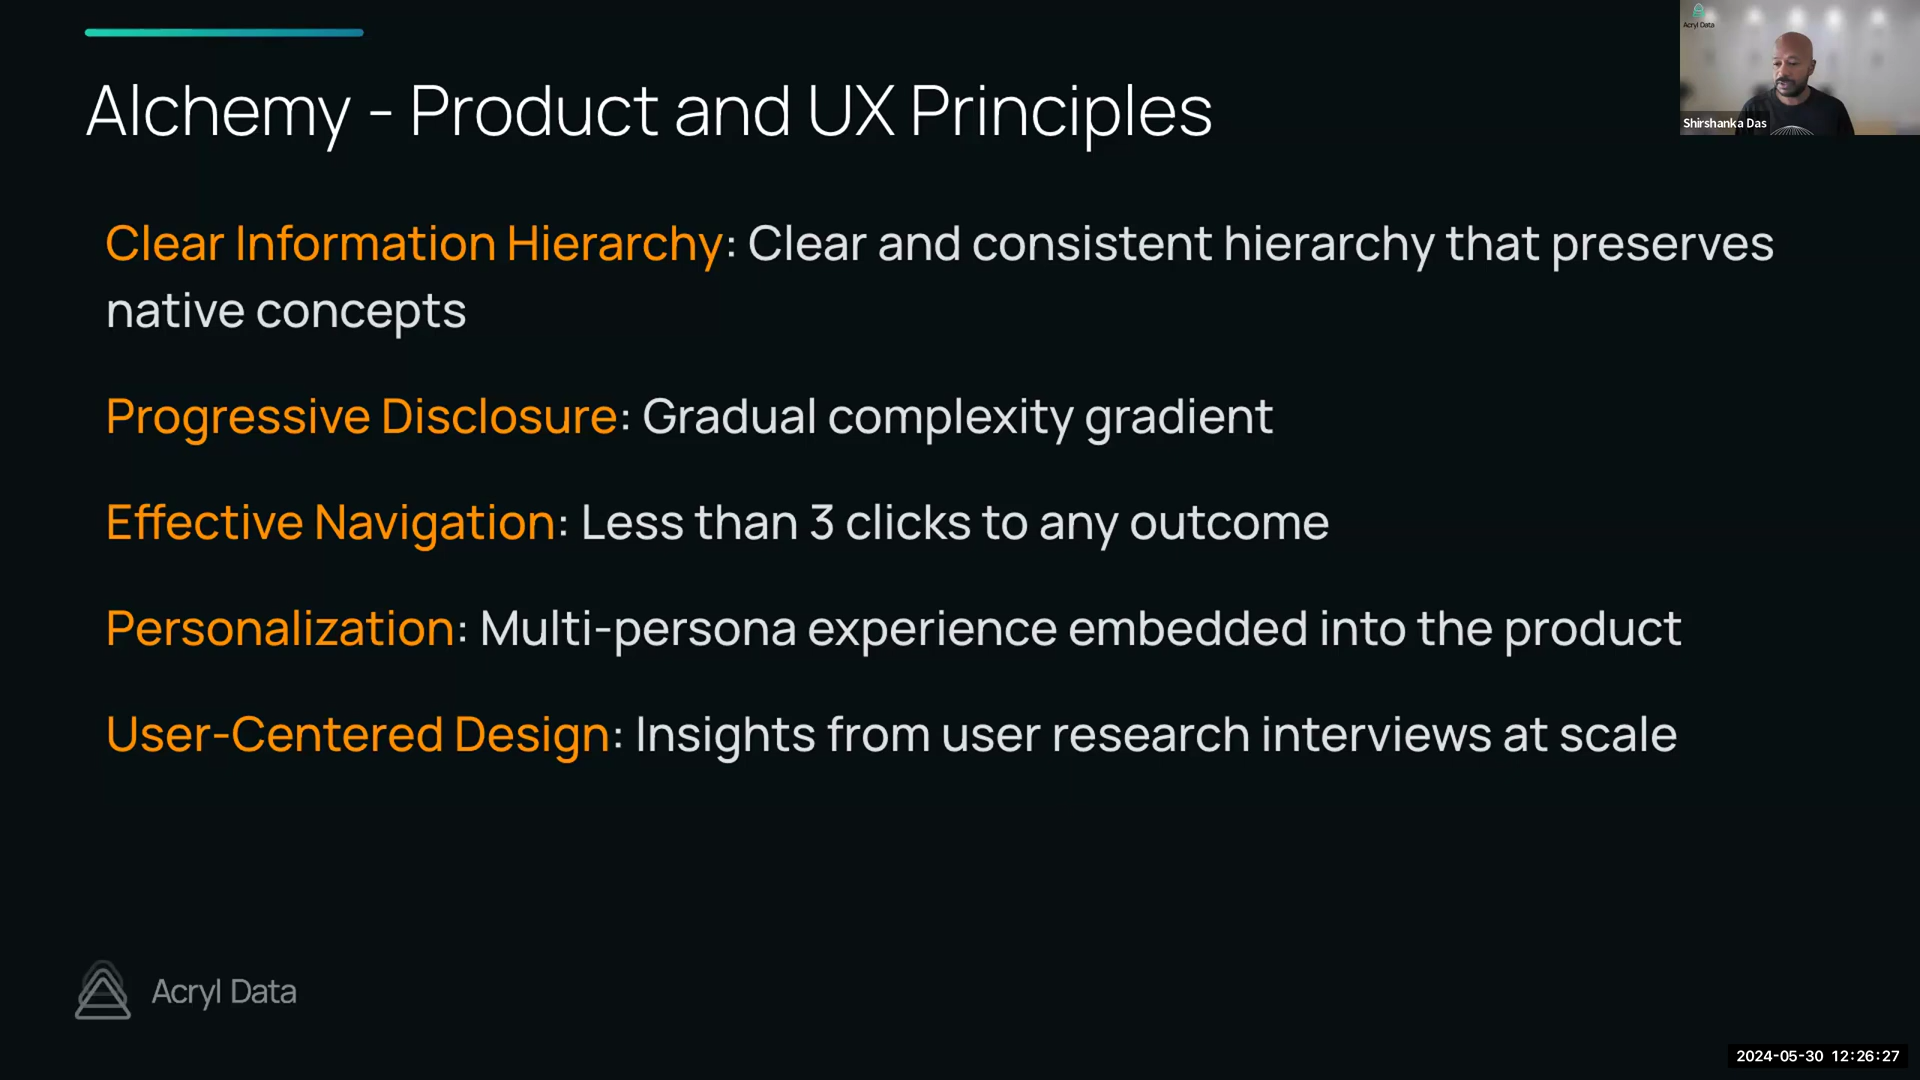 Alchemy - Product and UX Principles
Acryl Data
Shirshanka Das
Clear Information Hierarchy: Clear and consistent hierarchy that preserves
native concepts
Progressive Disclosure: Gradual complexity gradient
Effective Navigation: Less than 3 clicks to any outcome
Personalization: Multi-persona experience embedded into the product
User-Centered Design: Insights from user research interviews at scale
Acryl Data
2024-05-30 12:26:27